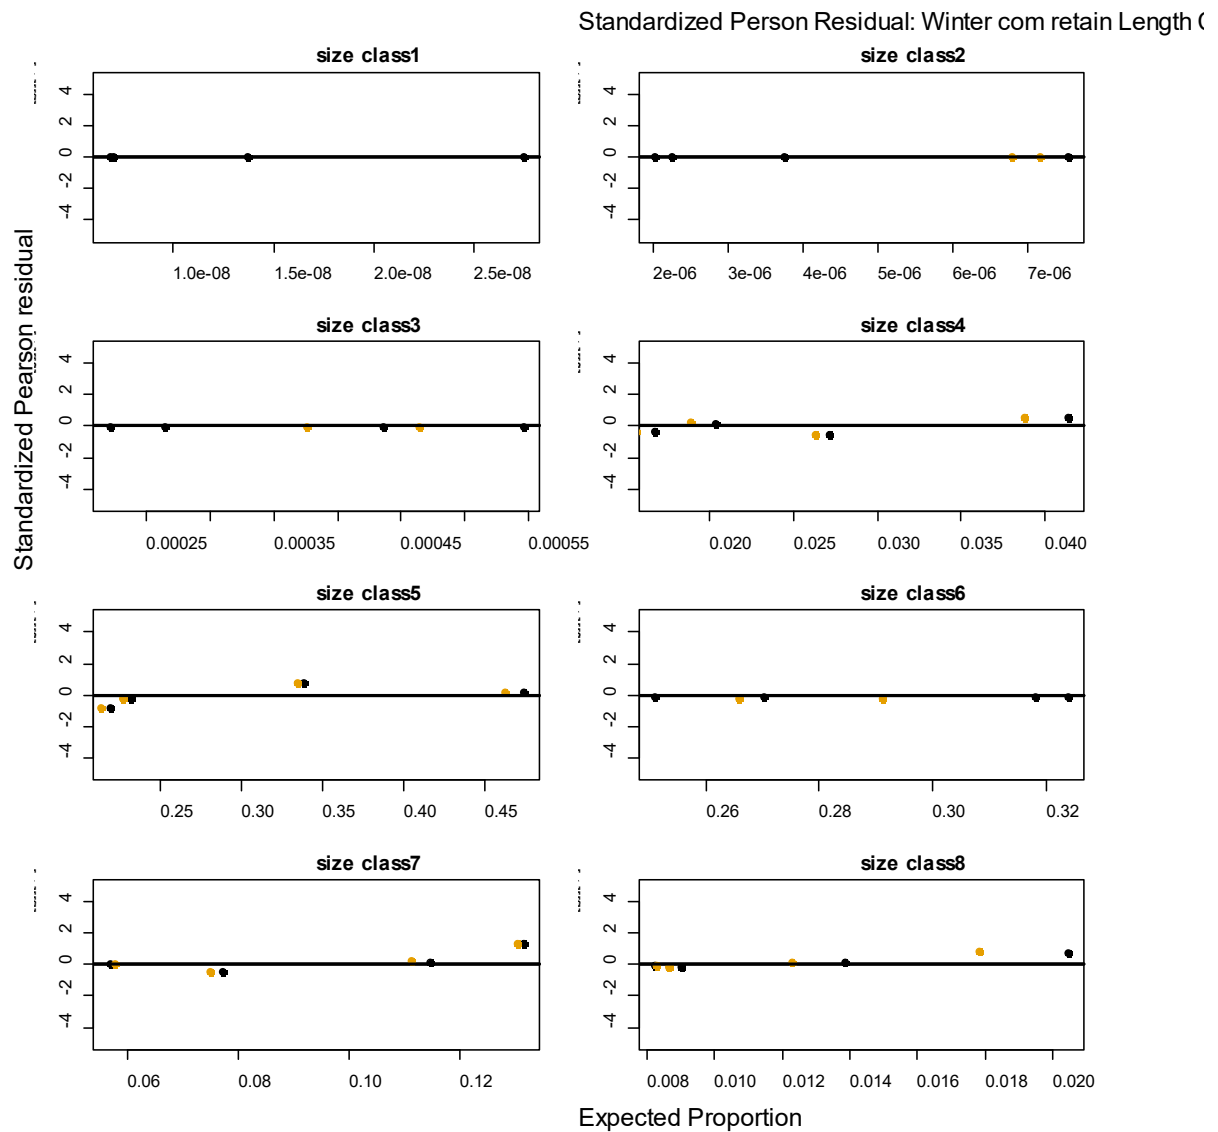 Standardized Person Residual: Winter com retain Length
size class1
size class2
4
2
0
-2
-4
4
2
0
-2
-4
1.0e-08 1.5e-08 2.0e-08 2.5e-08
2e-06 3e-06 4e-06 5e-06 6e-06 7e-06
Standardized Pearson residual
size class3
size class4
4
2
0
-2
-4
4
2
0
-2
-4
0.00025 0.00035 0.00045 0.00055
0.020 0.025 0.030 0.035 0.040
size class5
size class6
4
2
0
-2
-4
4
2
0
-2
-4
0.25 0.30 0.35 0.40 0.45
0.26 0.28 0.30 0.32
size class7
size class8
4
2
0
-2
-4
4
2
0
-2
-4
0.06 0.08 0.10 0.12
0.008 0.010 0.012 0.014 0.016 0.018 0.020
Expected Proportion